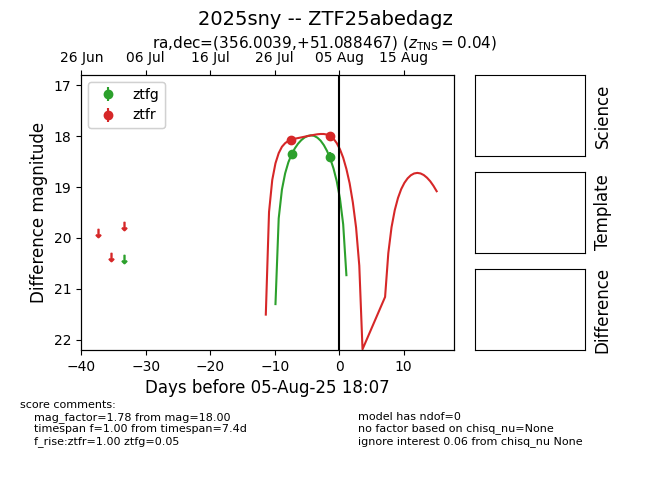 2025sny -- ZTF25abedagz
ra,dec=(356.0039,+51.088467) (z_TNS = 0.04)
26 Jun 06 Jul 16 Jul 26 Jul 05 Aug 15 Aug
ztfg
ztfr
17
18
19
20
21
22
Difference magnitude
−40 −30 −20 −10 0 10
Days before 05-Aug-25 18:07
Science
Template
Difference
score comments:
mag_factor=1.78 from mag=18.00
timespan f=1.00 from timespan=7.4d
f_rise:ztfr=1.00 ztfg=0.05
model has ndof=0
no factor based on chisq_nu=None
ignore interest 0.06 from chisq_nu None